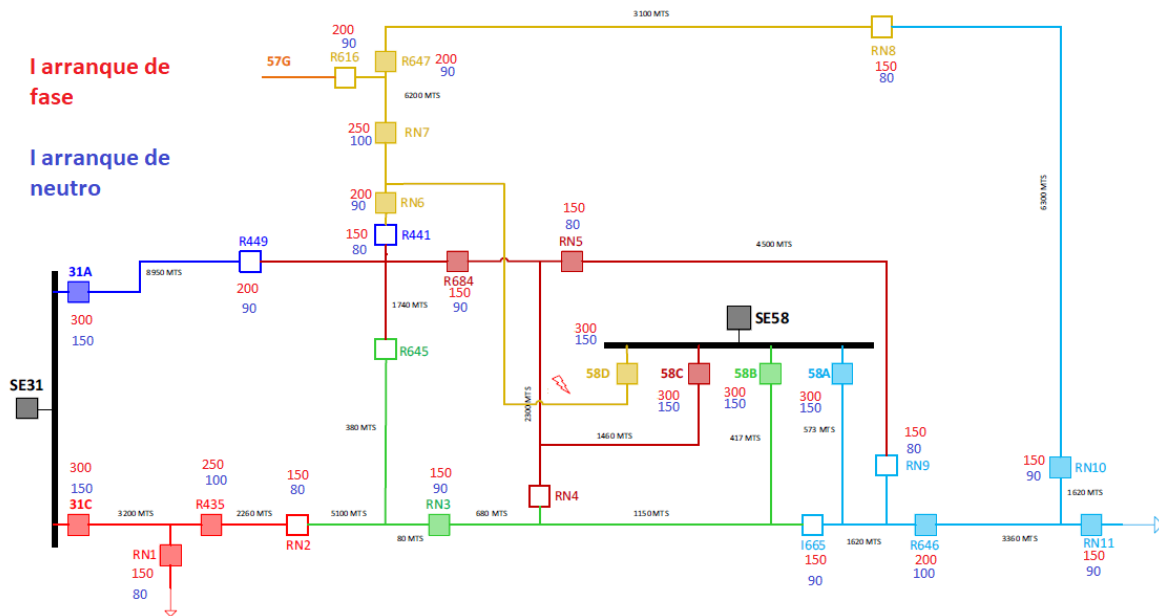 3100 MTS
200
90
R616
57G
R647
200
90
RN8
150
80
I arranque de
fase
6200 MTS
250
100
RN7
I arranque de
neutro
200
90
RN6
6300 MTS
150
80
R441
150
80
RN5
R449
4500 MTS
31A
8950 MTS
R684
150
90
200
90
1740 MTS
300
150
SE58
300
150
R645
SE31
58D
58C
58B
58A
300
150
300
150
300
150
2300 MTS
380 MTS
1460 MTS
417 MTS
573 MTS
150
80
RN9
300
150
31C
250
100
R435
150
80
150
90
RN3
RN4
150
90
RN10
1620 MTS
3200 MTS
2260 MTS
RN2
5100 MTS
80 MTS
680 MTS
1150 MTS
I665
150
90
1620 MTS
R646
200
100
3360 MTS
RN11
150
90
RN1
150
80